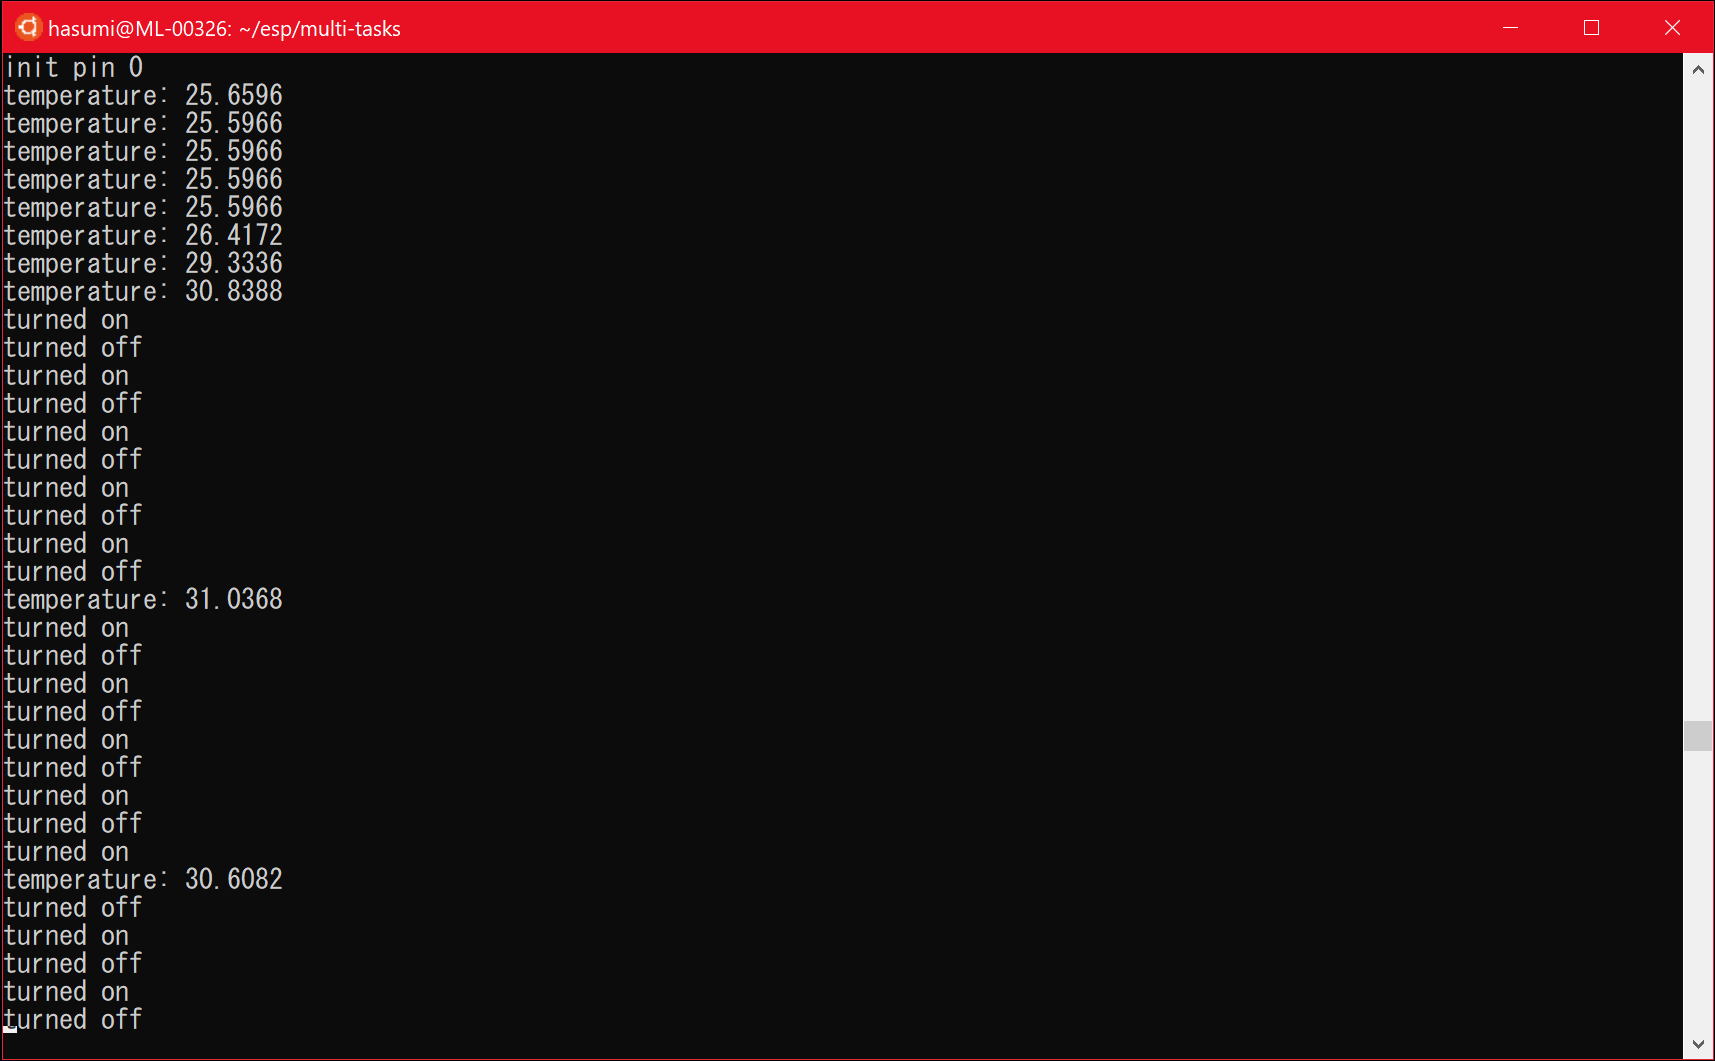 hasumi@ML-00326: ~/esp/multi-tasks
init pin 0
temperature: 25.6596
temperature: 25.5966
temperature: 25.5966
temperature: 25.5966
temperature: 25.5966
temperature: 26.4172
temperature: 29.3336
temperature: 30.8388
turned on
turned off
turned on
turned off
turned on
turned off
turned on
turned off
turned on
turned off
temperature: 31.0368
turned on
turned off
turned on
turned off
turned on
turned off
turned on
turned off
turned on
temperature: 30.6082
turned off
turned on
turned off
turned on
turned off